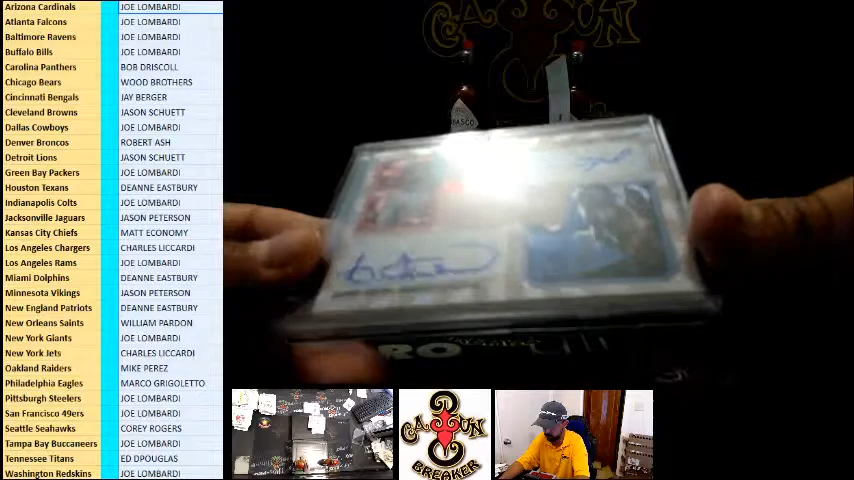 Arizona Cardinals JOE LOMBARDI
Atlanta Falcons JOE LOMBARDI
Baltimore Ravens JOE LOMBARDI
Buffalo Bills JOE LOMBARDI
Carolina Panthers BOB DRISCOLL
Chicago Bears WOOD BROTHERS
Cincinnati Bengals JAY BERGER
Cleveland Browns JASON SCHUETT
Dallas Cowboys JOE LOMBARDI
Denver Broncos ROBERT ASH
Detroit Lions JASON SCHUETT
Green Bay Packers JOE LOMBARDI
Houston Texans DEANNE EASTBURY
Indianapolis Colts JOE LOMBARDI
Jacksonville Jaguars JASON PETERSON
Kansas City Chiefs MATT ECONOMY
Los Angeles Chargers CHARLES LICCARDI
Los Angeles Rams JOE LOMBARDI
Miami Dolphins DEANNE EASTBURY
Minnesota Vikings JASON PETERSON
New England Patriots DEANNE EASTBURY
New Orleans Saints WILLIAM PARDON
New York Giants JOE LOMBARDI
New York Jets CHARLES LICCARDI
Oakland Raiders MIKE PEREZ
Philadelphia Eagles MARCO GRIGOLETTO
Pittsburgh Steelers JOE LOMBARDI
San Francisco 49ers JOE LOMBARDI
Seattle Seahawks COREY ROGERS
Tampa Bay Buccaneers JOE LOMBARDI
Tennessee Titans ED DPOUGLAS
Washington Redskins JOE LOMBARDI
CAJUN
BREAKER